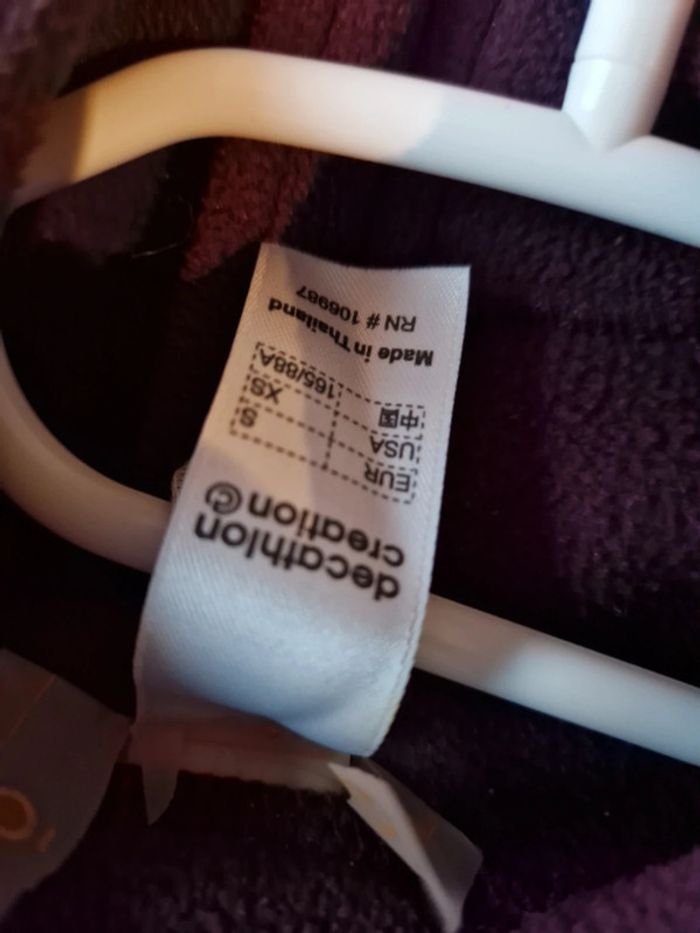 decathlon
creation ©
EUR S
USA XS
中国 165/88A
Made in Thailand
RN # 106987